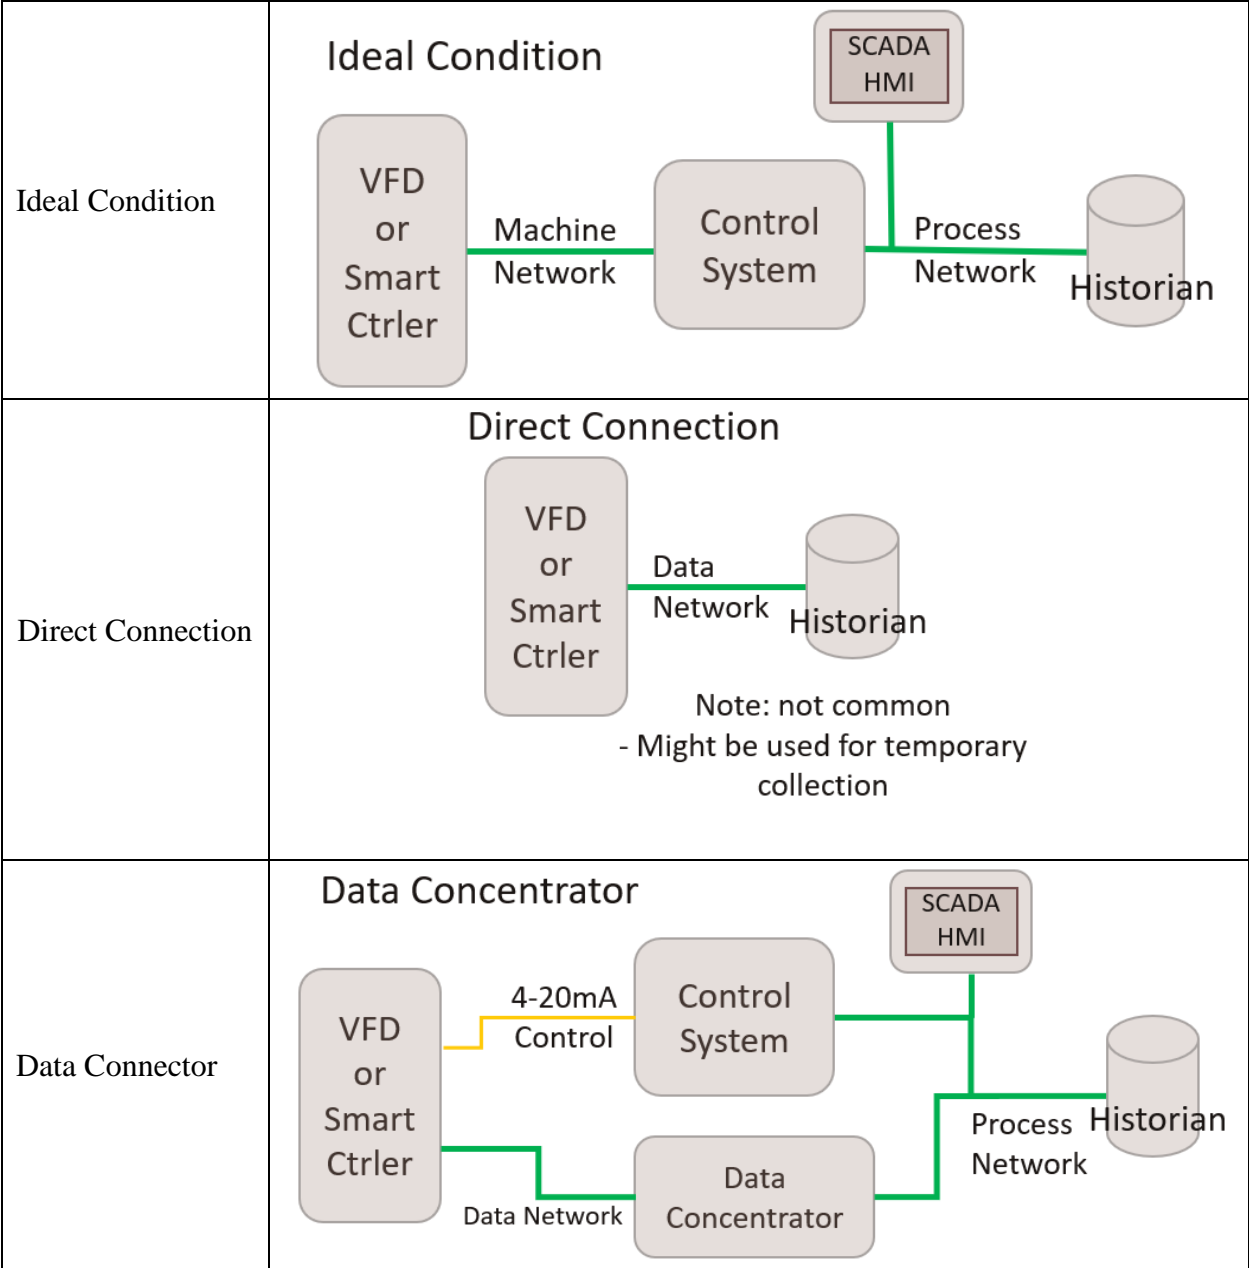 Ideal Condition
Ideal Condition
SCADA
HMI
VFD
or
Smart
Ctrler
Machine
Network
Control
System
Process
Network
Historian
Direct Connection
Direct Connection
VFD
or
Smart
Ctrler
Data
Network
Historian
Note: not common
- Might be used for temporary
collection
Data Connector
Data Concentrator
SCADA
HMI
VFD
or
Smart
Ctrler
4-20mA
Control
Control
System
Data Network
Data
Concentrator
Process
Network
Historian